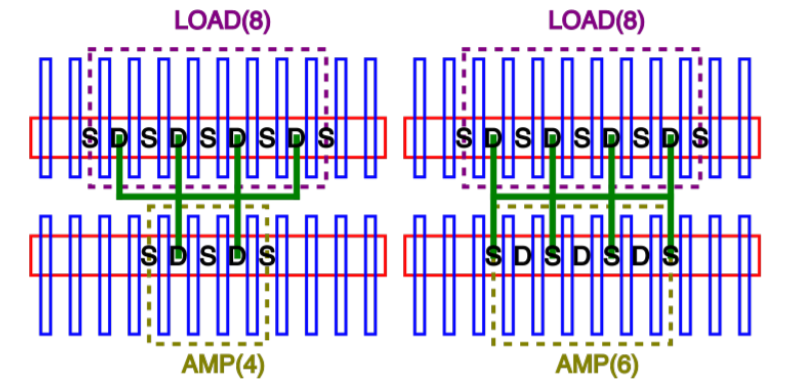 LOAD(8) LOAD(8)
S D S D S D S D S S D S D S D S D S
S D S D S S D S D S D S
AMP(4) AMP(6)